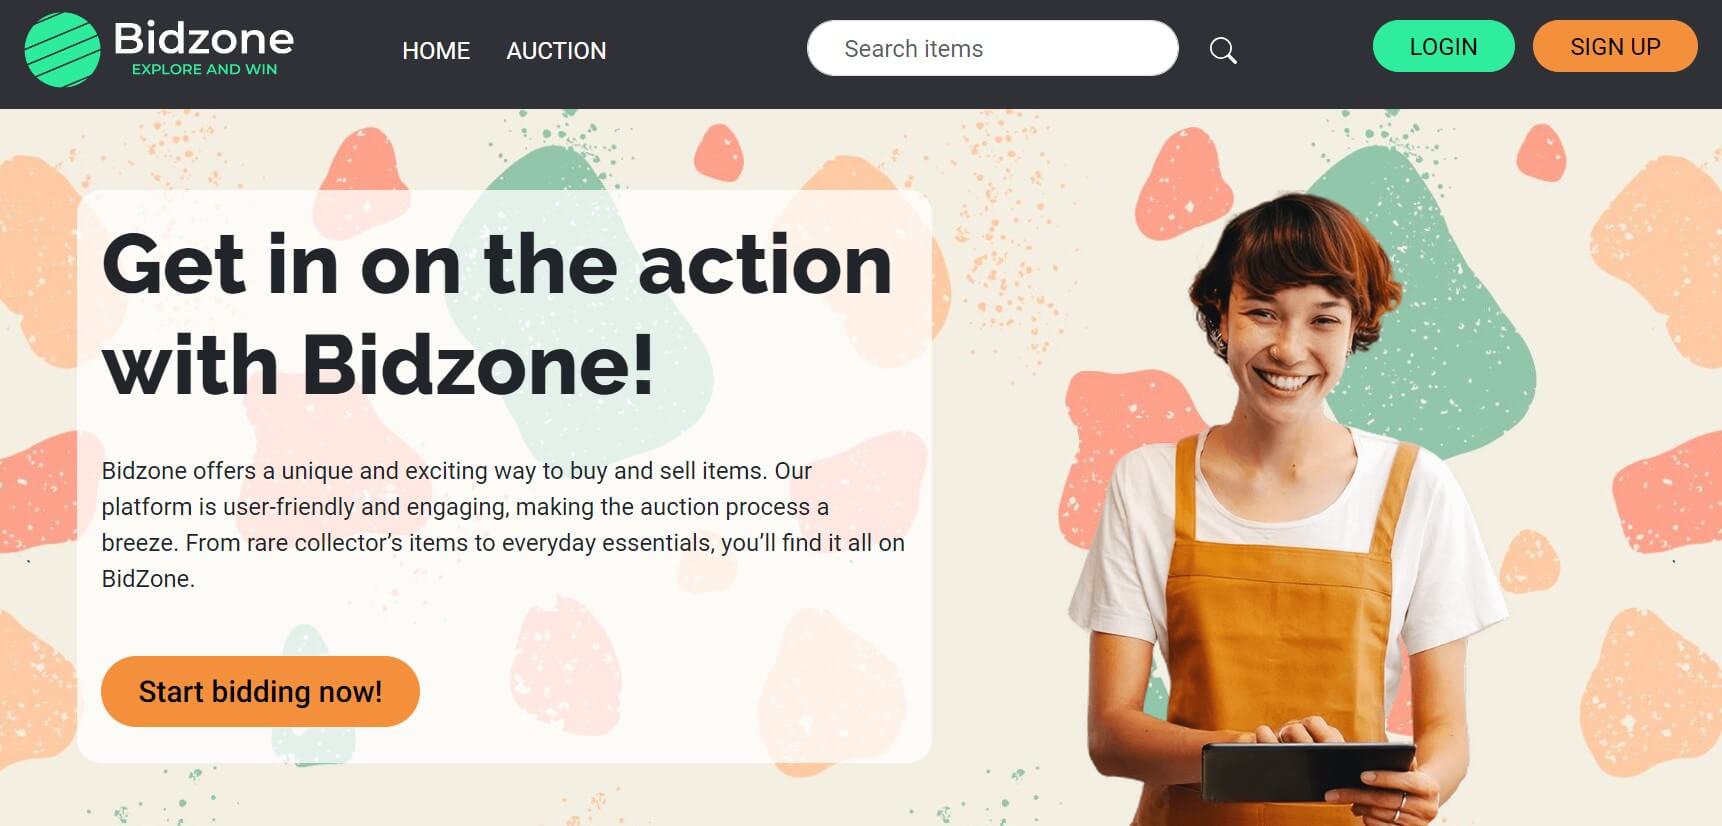 Bidzone
EXPLORE AND WIN
HOME AUCTION
Search items
LOGIN
SIGN UP
Get in on the action
with Bidzone!
Bidzone offers a unique and exciting way to buy and sell items. Our
platform is user-friendly and engaging, making the auction process a
breeze. From rare collector’s items to everyday essentials, you’ll find it all on
BidZone.
Start bidding now!